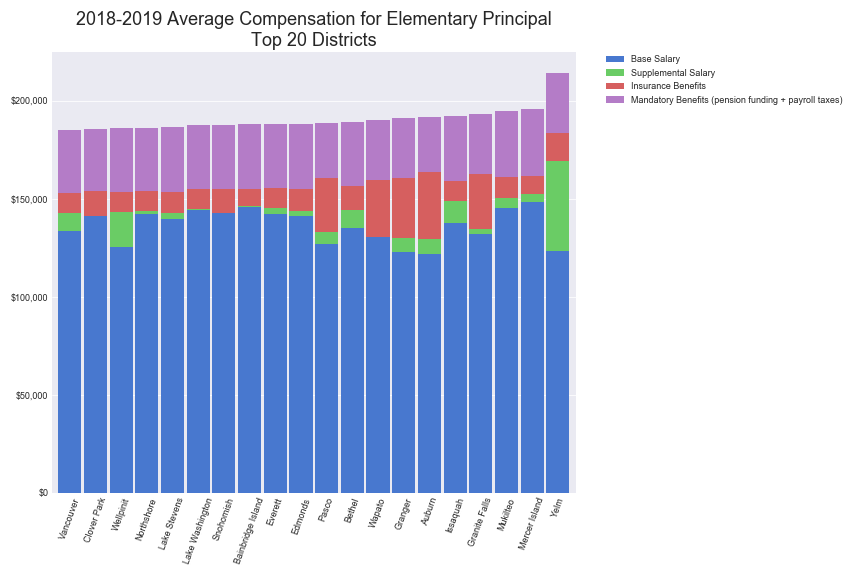 2018-2019 Average Compensation for Elementary Principal
Top 20 Districts
Base Salary
Supplemental Salary
Insurance Benefits
Mandatory Benefits (pension funding + payroll taxes)
$200,000
$150,000
$100,000
$50,000
$0
Vancouver
Clover Park
Wellpinit
Northshore
Lake Stevens
Lake Washington
Snohomish
Bainbridge Island
Everett
Edmonds
Pasco
Bethel
Wapato
Granger
Auburn
Issaquah
Granite Falls
Mukilteo
Mercer Island
Yelm